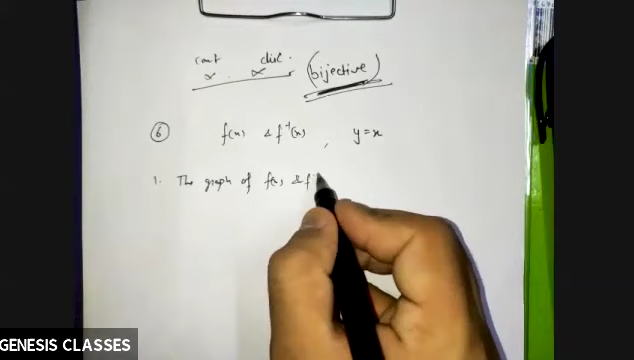 cont disc.
(bijective)
6 f(x) & f⁻¹(x), y=x
1. The graph of f(x) & f
GENESIS CLASSES